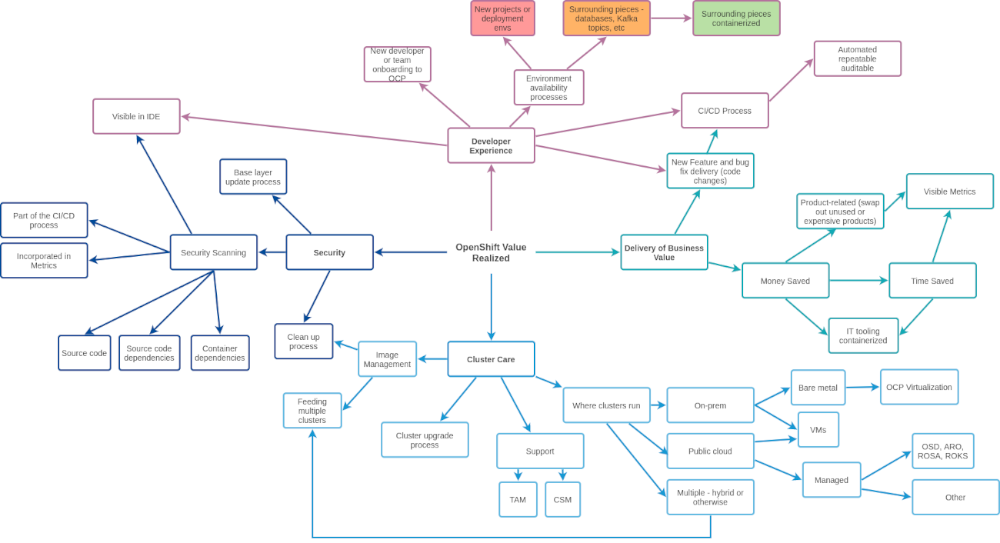 New projects or
deployment
envs
Surrounding pieces -
databases, Kafka
topics, etc
Surrounding pieces
containerized
New developer
or team
onboarding to
OCP
Environment
availability
processes
Automated
repeatable
auditable
Visible in IDE
CI/CD Process
Developer
Experience
Base layer
update process
New Feature and bug
fix delivery (code
changes)
Product-related (swap
out unused or
expensive products)
Visible Metrics
Part of the CI/CD
process
Incorporated in
Metrics
Security Scanning
Security
OpenShift Value
Realized
Delivery of Business
Value
Money Saved
Time Saved
IT tooling
containerized
Source code
Source code
dependencies
Container
dependencies
Clean up
process
Image
Management
Cluster Care
Feeding
multiple
clusters
Where clusters run
On-prem
Bare metal
OCP Virtualization
VMs
Cluster upgrade
process
Support
Public cloud
OSD, ARO,
ROSA, ROKS
Managed
TAM
CSM
Multiple - hybrid or
otherwise
Other